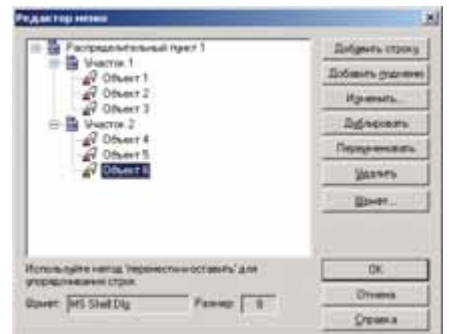 Редактор меню
Распределительный пункт 1
Участок 1
Объект 1
Объект 2
Объект 3
Участок 2
Объект 4
Объект 5
Объект 6
Добавить строку
Добавить подменю
Изменить...
Дублировать
Переименовать
Удалить
Шрифт...
Используйте метод 'перенести и оставить' для
упорядочивания строк
Шрифт: MS Shell Dlg Размер: 8
OK
Отмена
Справка